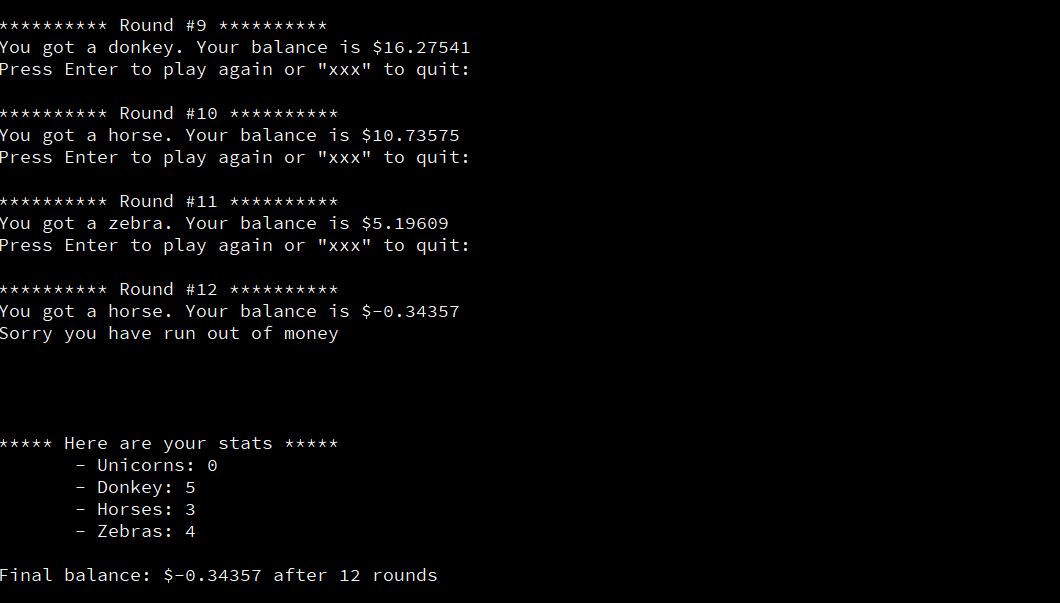 ********** Round #9 **********
You got a donkey. Your balance is $16.27541
Press Enter to play again or "xxx" to quit:
********** Round #10 **********
You got a horse. Your balance is $10.73575
Press Enter to play again or "xxx" to quit:
********** Round #11 **********
You got a zebra. Your balance is $5.19609
Press Enter to play again or "xxx" to quit:
********** Round #12 **********
You got a horse. Your balance is $-0.34357
Sorry you have run out of money
***** Here are your stats *****
- Unicorns: 0
- Donkey: 5
- Horses: 3
- Zebras: 4
Final balance: $-0.34357 after 12 rounds